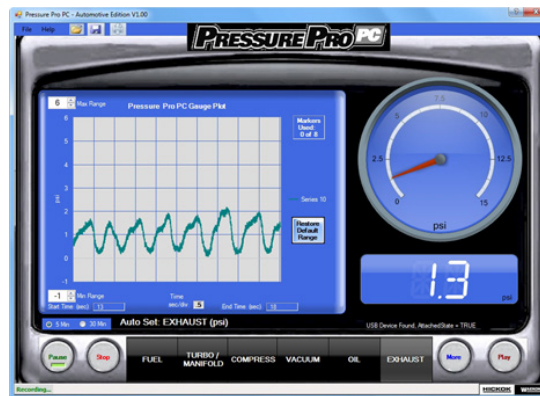 Pressure Pro PC - Automotive Edition V1.00
File Help
PRESSURE PRO PC
6 Max Range
Pressure Pro PC Gauge Plot
Markers
Used:
0 of 8
6
5
4
3
2
1
0
-1
psi
Series 10
Restore
Default
Range
-1 Min Range
Time
sec/div .5
Start Time (sec) 13
End Time (sec) 18
5 Min 30 Min
Auto Set: EXHAUST (psi)
0
2.5
5
7.5
10
12.5
15
psi
1.3
psi
USB Device Found, AttachedState = TRUE
Pause
Stop
FUEL
TURBO /
MANIFOLD
COMPRESS
VACUUM
OIL
EXHAUST
More
Play
Recording...
HICKOK